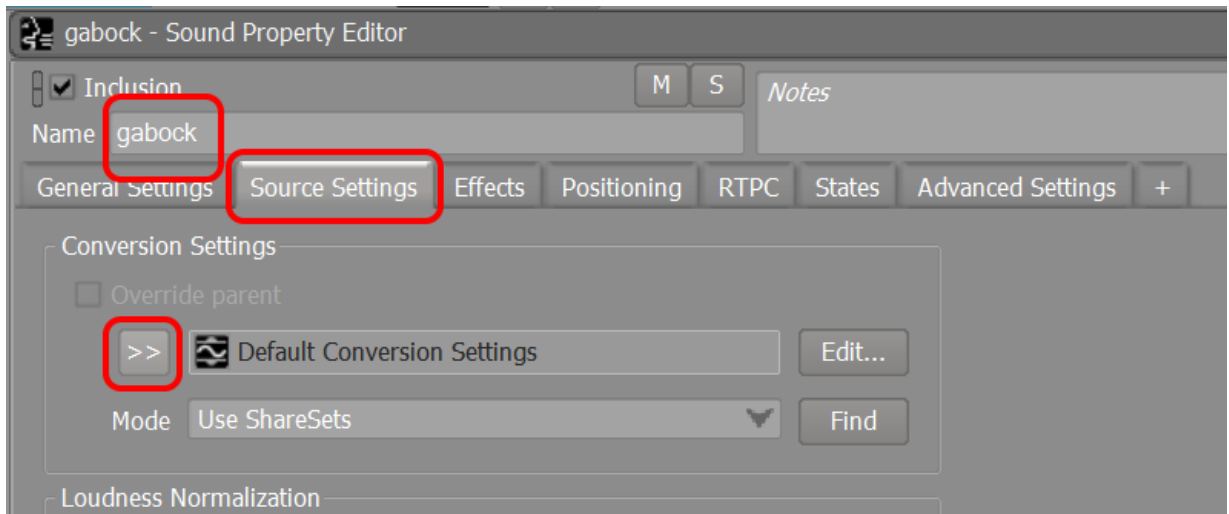 gabock - Sound Property Editor
Inclusion
M S
Notes
Name gabock
General Settings Source Settings Effects Positioning RTPC States Advanced Settings +
Conversion Settings
Override parent
>> Default Conversion Settings Edit...
Mode Use ShareSets Find
Loudness Normalization